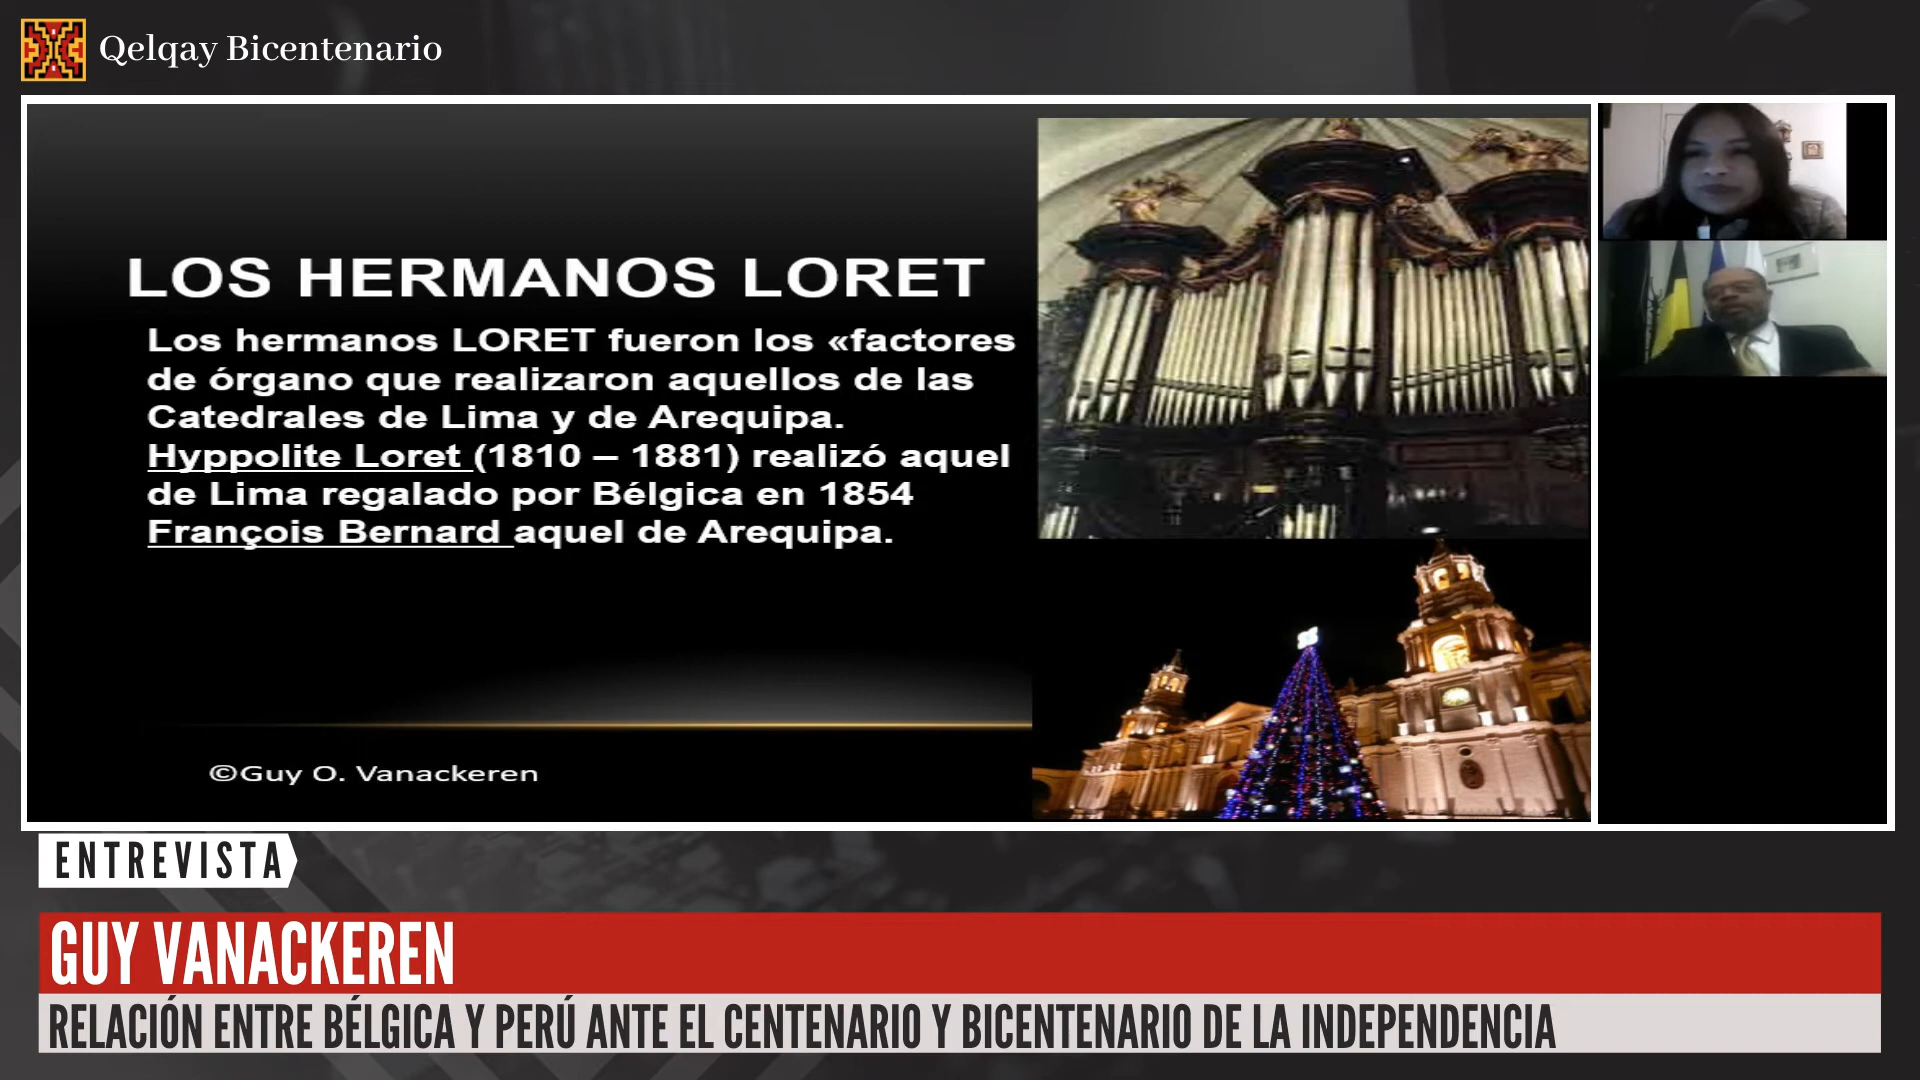 Qelqay Bicentenario
LOS HERMANOS LORET
Los hermanos LORET fueron los «factores
de órgano que realizaron aquellos de las
Catedrales de Lima y de Arequipa.
Hyppolite Loret (1810 – 1881) realizó aquel
de Lima regalado por Bélgica en 1854
François Bernard aquel de Arequipa.
©Guy O. Vanackeren
ENTREVISTA
GUY VANACKEREN
RELACIÓN ENTRE BÉLGICA Y PERÚ ANTE EL CENTENARIO Y BICENTENARIO DE LA INDEPENDENCIA